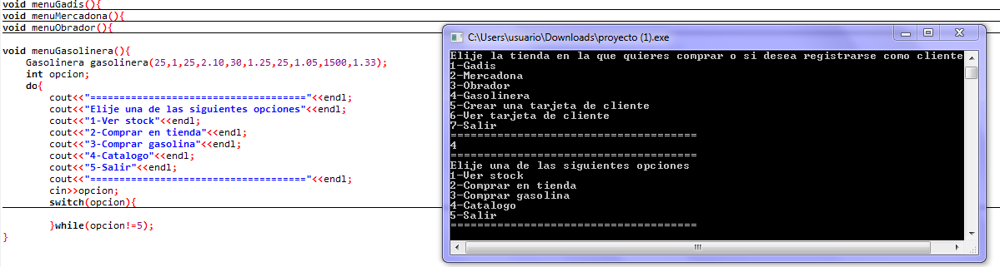 void menuGadis(){
void menuMercadona(){
void menuObrador(){
void menuGasolinera(){
Gasolinera gasolinera(25,1,25,2.10,30,1.25,25,1.05,1500,1.33);
int opcion;
do{
cout<<"====================================="<<endl;
cout<<"Elije una de las siguientes opciones"<<endl;
cout<<"1-Ver stock"<<endl;
cout<<"2-Comprar en tienda"<<endl;
cout<<"3-Comprar gasolina"<<endl;
cout<<"4-Catalogo"<<endl;
cout<<"5-Salir"<<endl;
cout<<"====================================="<<endl;
cin>>opcion;
switch(opcion){
}while(opcion!=5);
}
C:\Users\usuario\Downloads\proyecto (1).exe
Elije la tienda en la que quieres comprar o si desea registrarse como cliente
1-Gadis
2-Mercadona
3-Obrador
4-Gasolinera
5-Crear una tarjeta de cliente
6-Ver tarjeta de cliente
7-Salir
=====================================
4
=====================================
Elije una de las siguientes opciones
1-Ver stock
2-Comprar en tienda
3-Comprar gasolina
4-Catalogo
5-Salir
=====================================